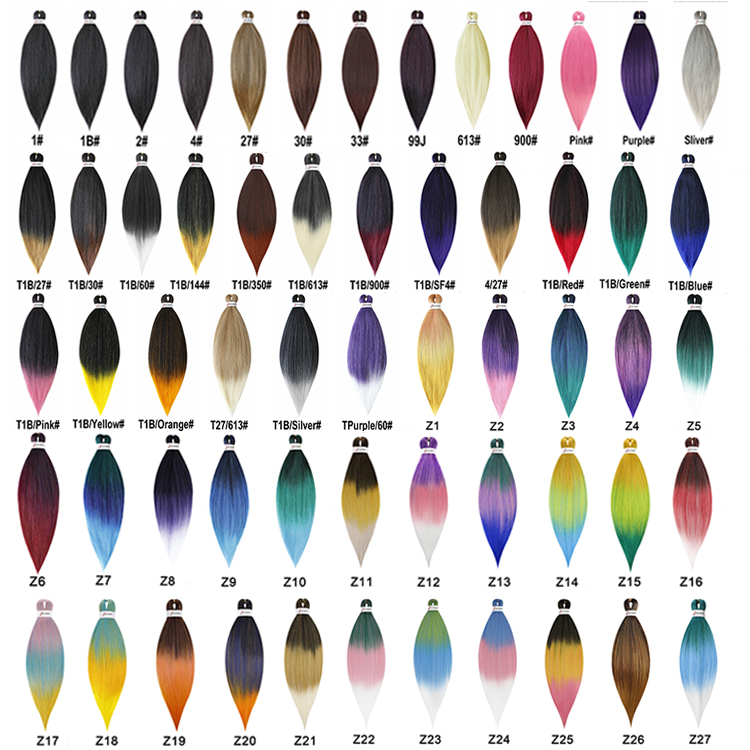 1# 1B# 2# 4# 27# 30# 33# 99J 613# 900# Pink# Purple# Sliver#
T1B/27# T1B/30# T1B/60# T1B/144# T1B/350# T1B/613# T1B/900# T1B/SF4# 4/27# T1B/Red# T1B/Green# T1B/Blue#
T1B/Pink# T1B/Yellow# T1B/Orange# T27/613# T1B/Silver# TPurple/60# Z1 Z2 Z3 Z4 Z5
Z6 Z7 Z8 Z9 Z10 Z11 Z12 Z13 Z14 Z15 Z16
Z17 Z18 Z19 Z20 Z21 Z22 Z23 Z24 Z25 Z26 Z27